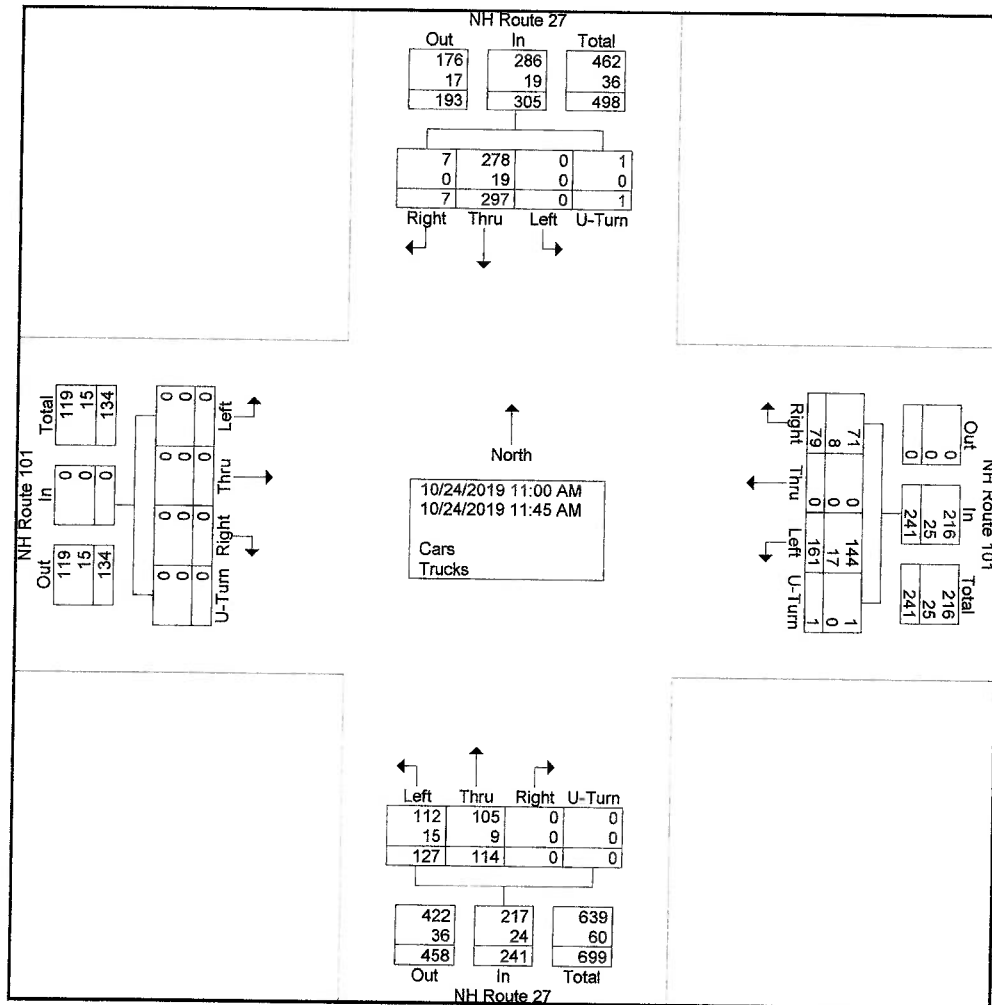 NH Route 27
Out In Total
176 286 462
17 19 36
193 305 498
7 278 0 1
0 19 0 0
7 297 0 1
Right Thru Left U-Turn
NH Route 101
Out In Total
134 0 134
15 0 15
119 0 119
Left Thru Right U-Turn
0 0 0 0
0 0 0 0
0 0 0 0
North
10/24/2019 11:00 AM
10/24/2019 11:45 AM
Cars
Trucks
Right Thru Left U-Turn
71 0 144 1
8 0 17 0
79 0 161 1
NH Route 101
Out In Total
0 216 216
0 25 25
0 241 241
Left Thru Right U-Turn
112 105 0 0
15 9 0 0
127 114 0 0
422 217 639
36 24 60
458 241 699
Out In Total
NH Route 27